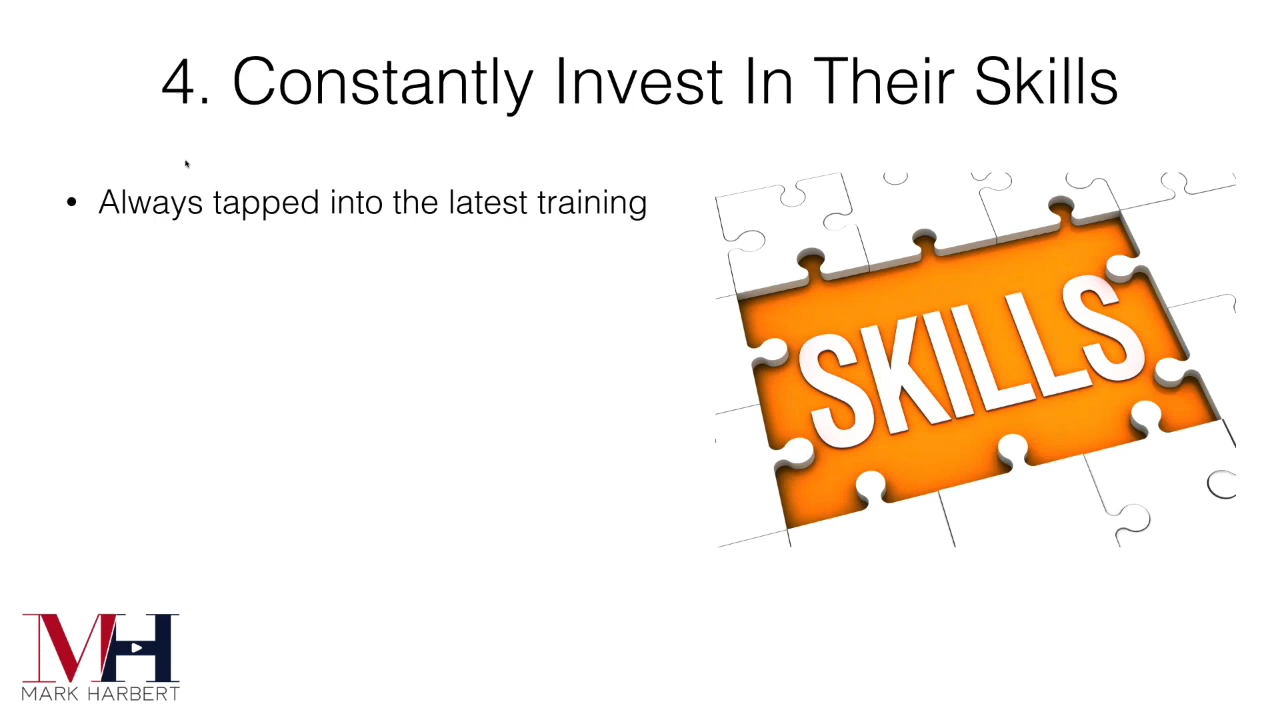 4. Constantly Invest In Their Skills
• Always tapped into the latest training
SKILLS
MH
MARK HARBERT